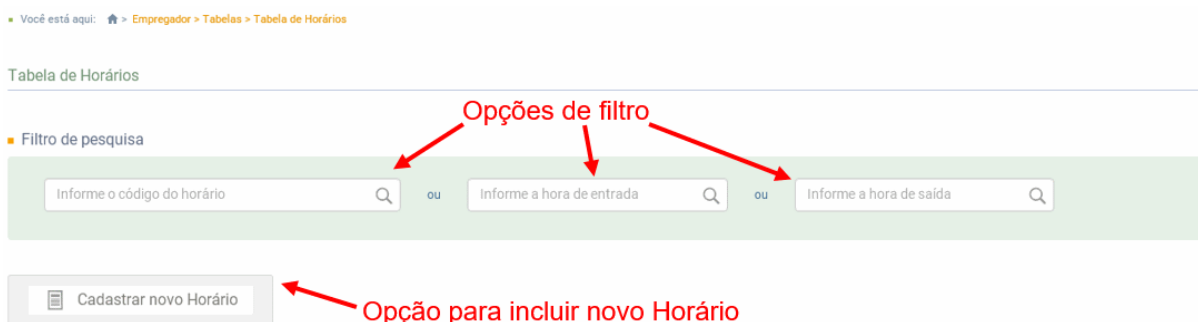 Você está aqui: > Empregador > Tabelas > Tabela de Horários
Tabela de Horários
Opções de filtro
Filtro de pesquisa
Informe o código do horário ou Informe a hora de entrada ou Informe a hora de saída
Cadastrar novo Horário
Opção para incluir novo Horário